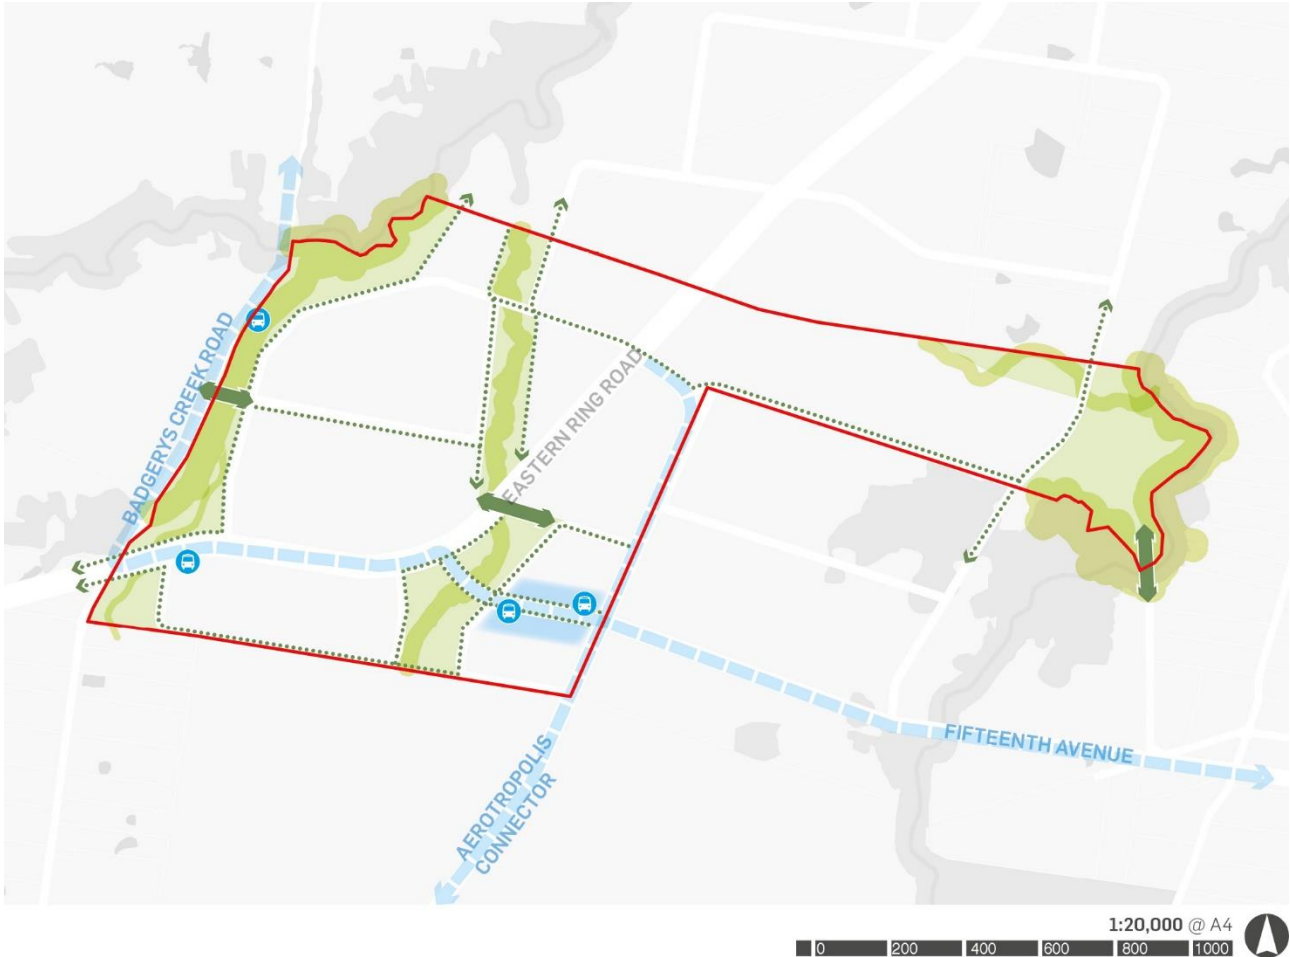 BADGERYS CREEK ROAD
EASTERN RING ROAD
FIFTEENTH AVENUE
AEROTROPOLIS
CONNECTOR
1:20,000 @ A4
0 200 400 600 800 1000